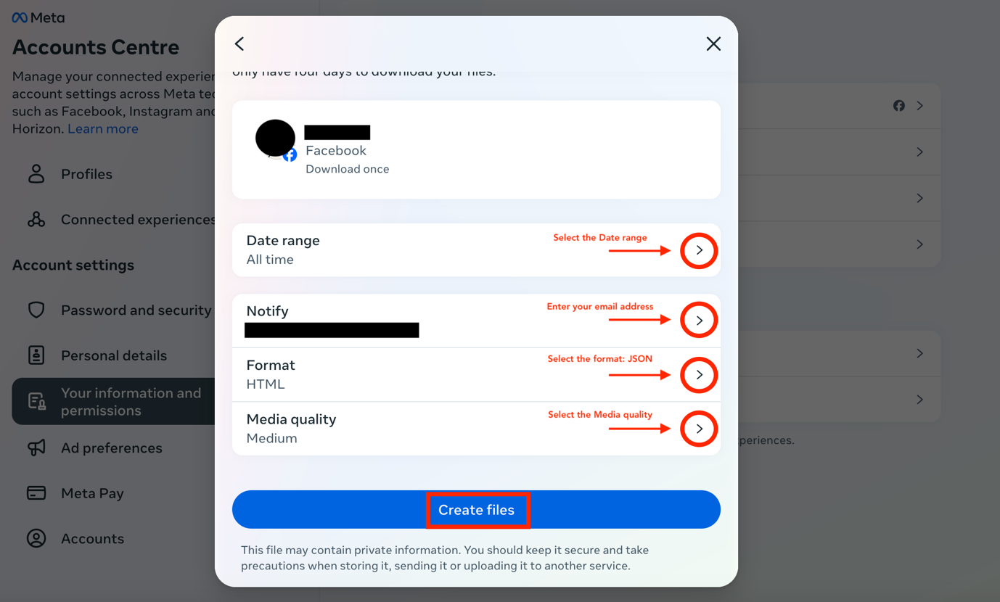 Meta
Accounts Centre
Manage your connected experien
account settings across Meta tec
such as Facebook, Instagram and
Horizon. Learn more
Profiles
Connected experiences
Account settings
Password and security
Personal details
Your information and
permissions
Ad preferences
Meta Pay
Accounts
only have four days to download your files.
Facebook
Download once
Date range
All time
Select the Date range
Notify
Enter your email address
Format
HTML
Select the format: JSON
Media quality
Medium
Select the Media quality
Create files
This file may contain private information. You should keep it secure and take
precautions when storing it, sending it or uploading it to another service.
periences.